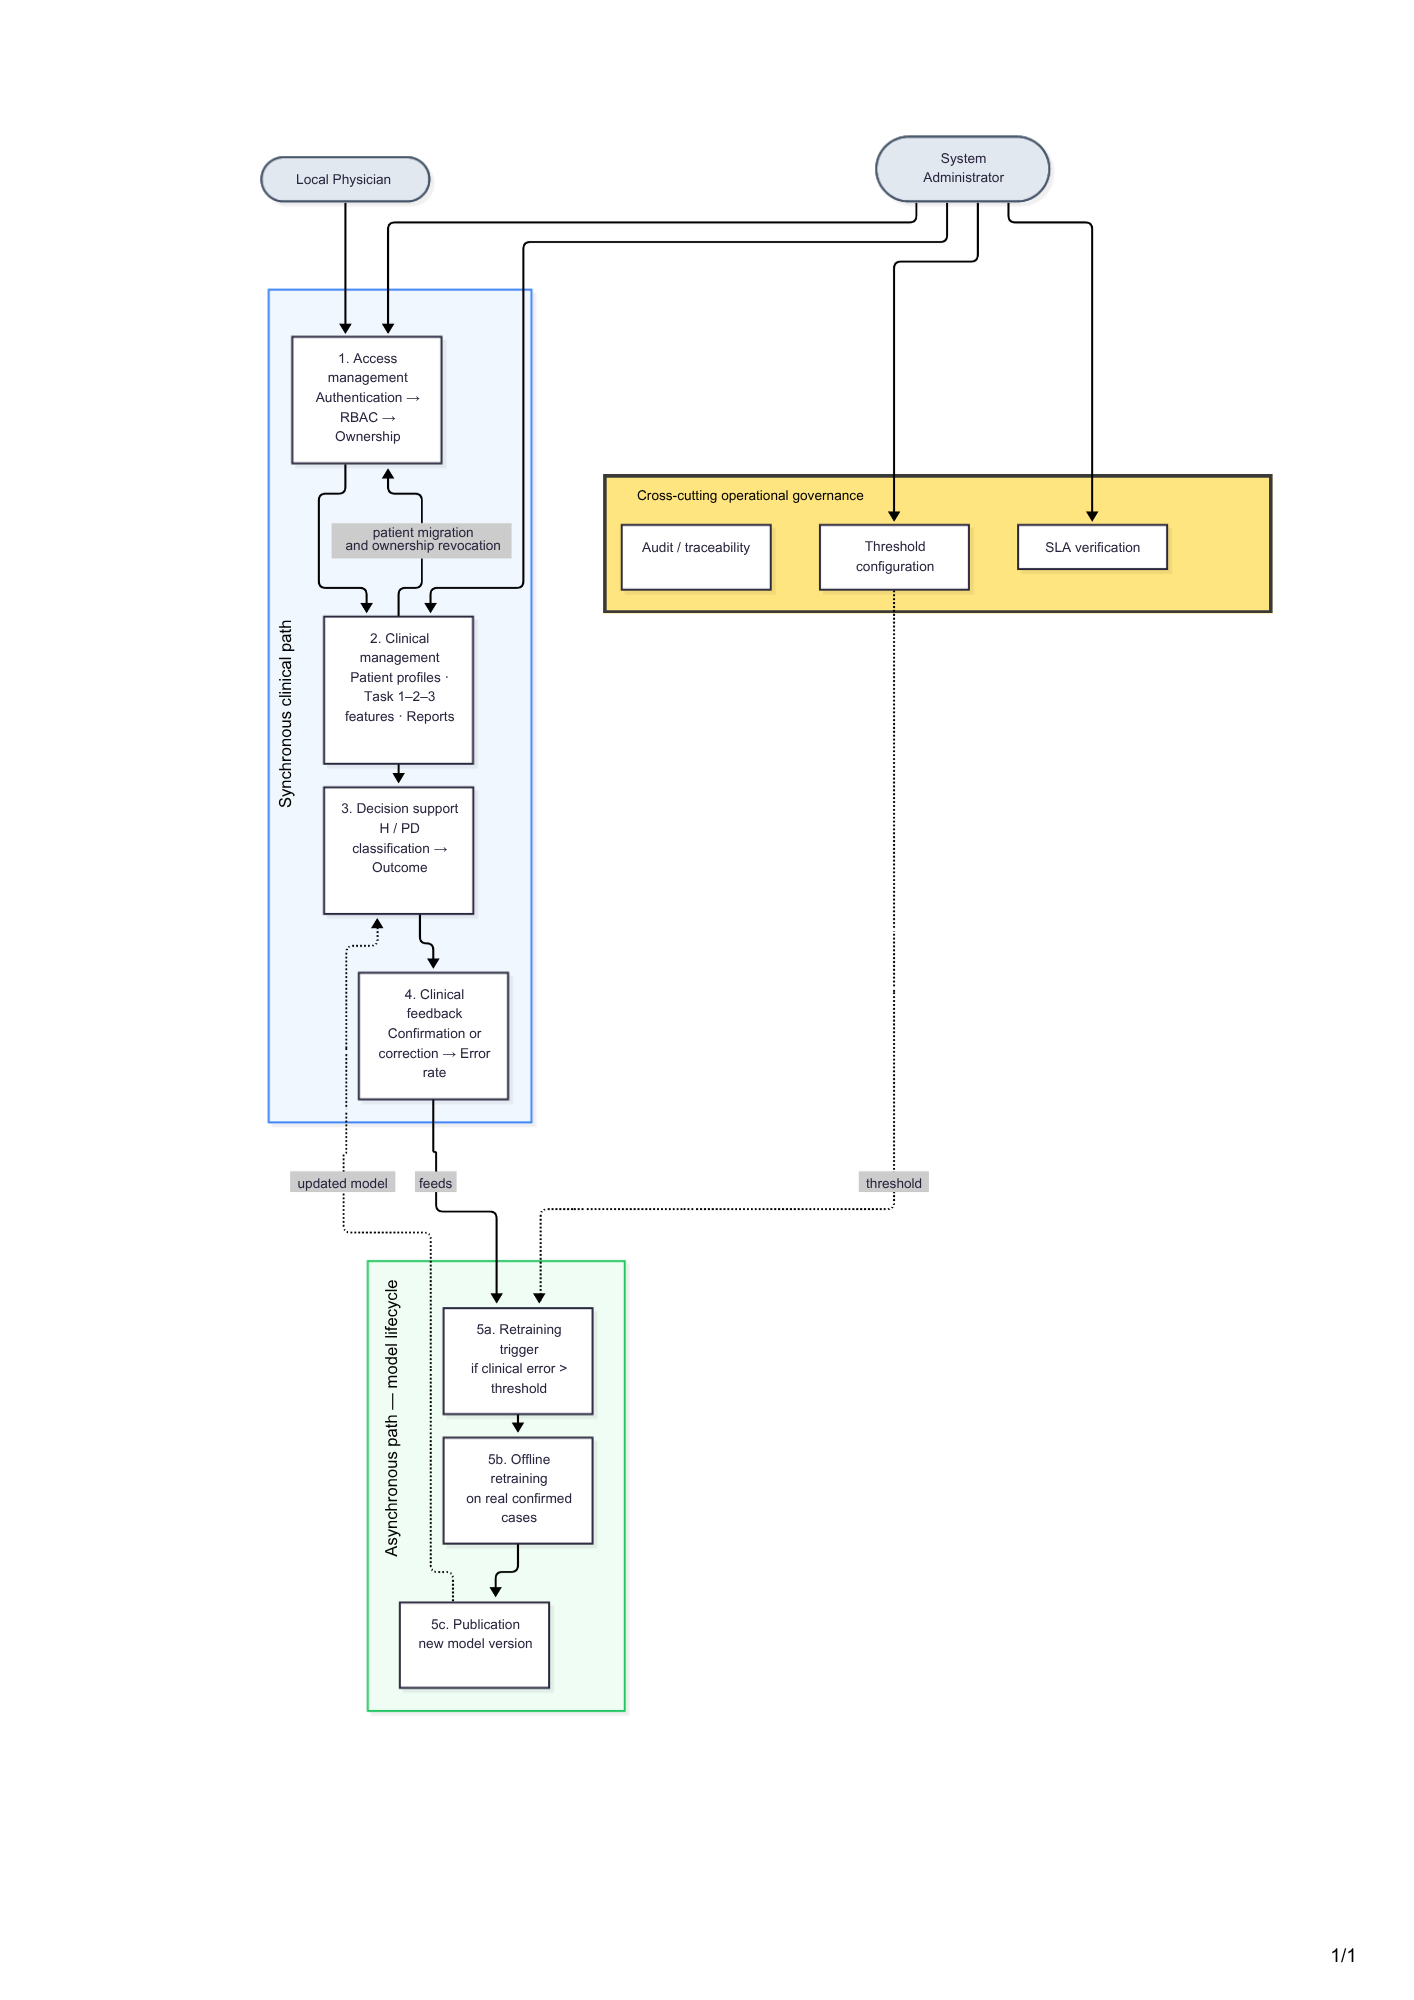 Local Physician
System
Administrator
1. Access
management
Authentication →
RBAC →
Ownership
patient migration
and ownership revocation
Cross-cutting operational governance
Audit / traceability
Threshold
configuration
SLA verification
Synchronous clinical path
2. Clinical
management
Patient profiles ·
Task 1–2–3
features · Reports
3. Decision support
H / PD
classification →
Outcome
4. Clinical
feedback
Confirmation or
correction → Error
rate
updated model
feeds
threshold
Asynchronous path — model lifecycle
5a. Retraining
trigger
if clinical error >
threshold
5b. Offline
retraining
on real confirmed
cases
5c. Publication
new model version
1/1